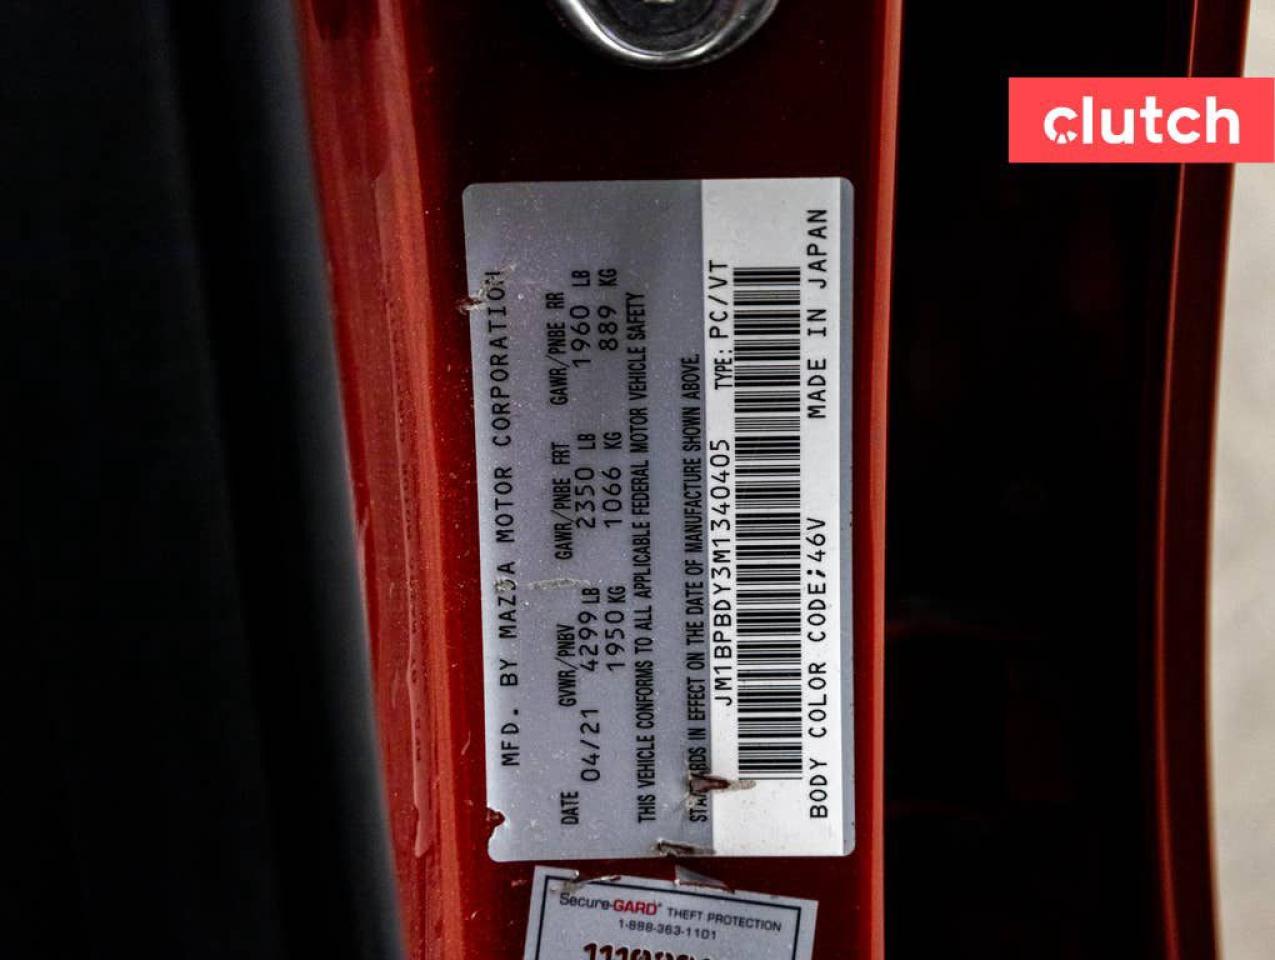 clutch
MFD. BY MAZDA MOTOR CORPORATION
DATE GVWR/PNBV GAWR/PNBE FRT GAWR/PNBE RR
04/21 4299 LB 2350 LB 1960 LB
1950 KG 1066 KG 889 KG
THIS VEHICLE CONFORMS TO ALL APPLICABLE FEDERAL MOTOR VEHICLE SAFETY
STANDARDS IN EFFECT ON THE DATE OF MANUFACTURE SHOWN ABOVE.
JM1BPBDY3M1340405 TYPE: PC/VT
BODY COLOR CODE;46V MADE IN JAPAN
Secure-GARD® THEFT PROTECTION
1-888-363-1101